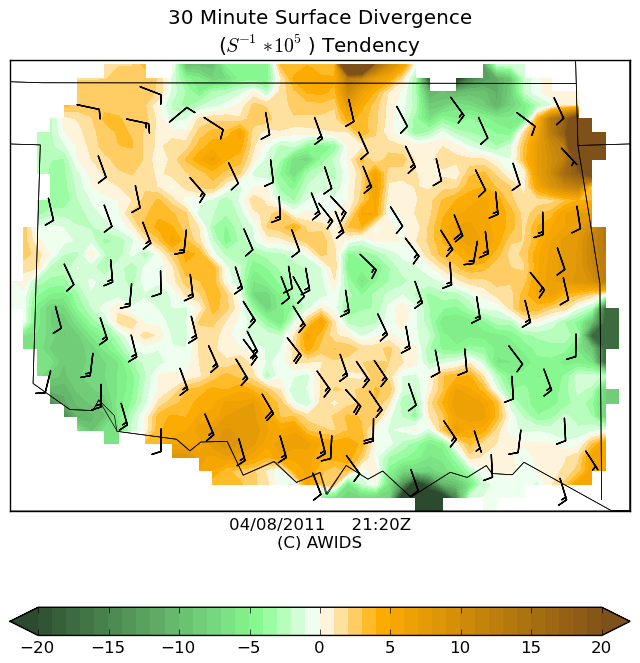 30 Minute Surface Divergence
(S⁻¹ *10⁵ ) Tendency
04/08/2011 21:20Z
(C) AWIDS
−20 −15 −10 −5 0 5 10 15 20